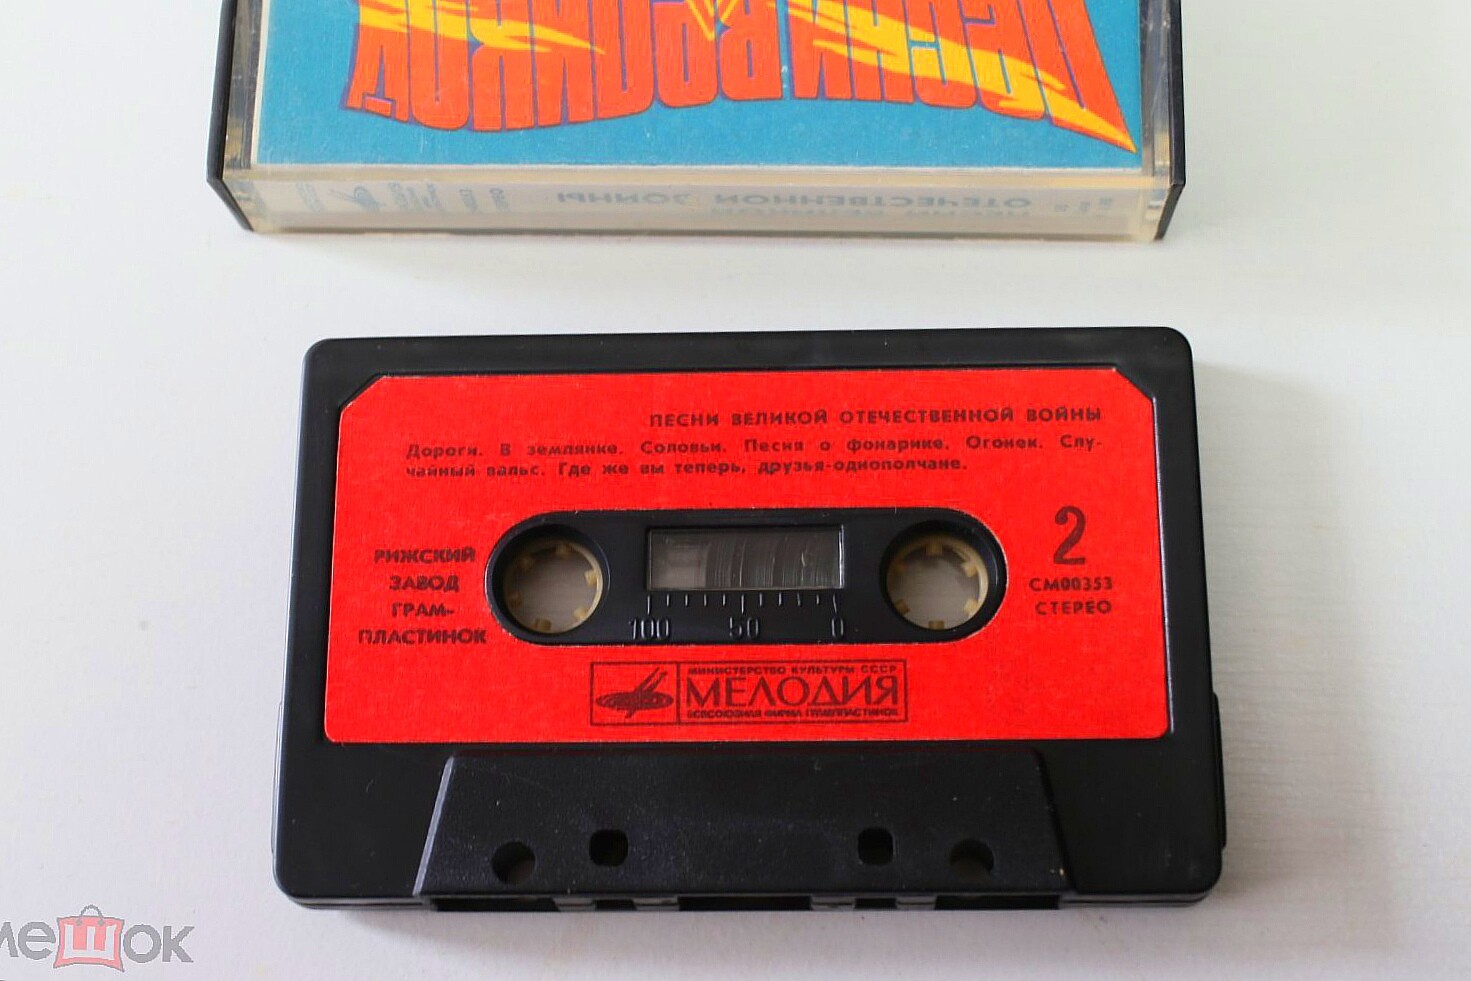 ПЕСНИ ВЕЛИКОЙ
ОТЕЧЕСТВЕННОЙ ВОЙНЫ
ПЕСНИ ВЕЛИКОЙ ОТЕЧЕСТВЕННОЙ ВОЙНЫ
Дороги. В землянке. Соловьи. Песня о фонарике. Огонек. Слу-
чайный вальс. Где же вы теперь, друзья-однополчане.
РИЖСКИЙ
ЗАВОД
ГРАМ-
ПЛАСТИНОК
2
СМ00353
СТЕРЕО
100 50 0
МИНИСТЕРСТВО КУЛЬТУРЫ СССР
МЕЛОДИЯ
ВСЕСОЮЗНАЯ ФИРМА ГРАМПЛАСТИНОК
мешок